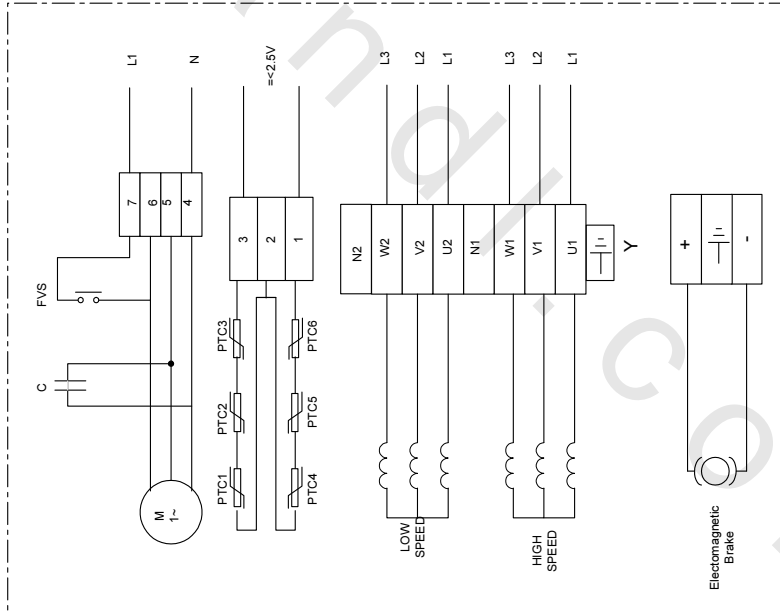 L1
N
7
6
5
4
FVS
C
M
1~
=<2.5V
3
2
1
PTC3
PTC6
PTC2
PTC5
PTC1
PTC4
L3
L2
L1
L3
L2
L1
N2
W2
V2
U2
N1
W1
V1
U1
Y
LOW
SPEED
HIGH
SPEED
+
-
Electomagnetic
Brake
n d l . c o